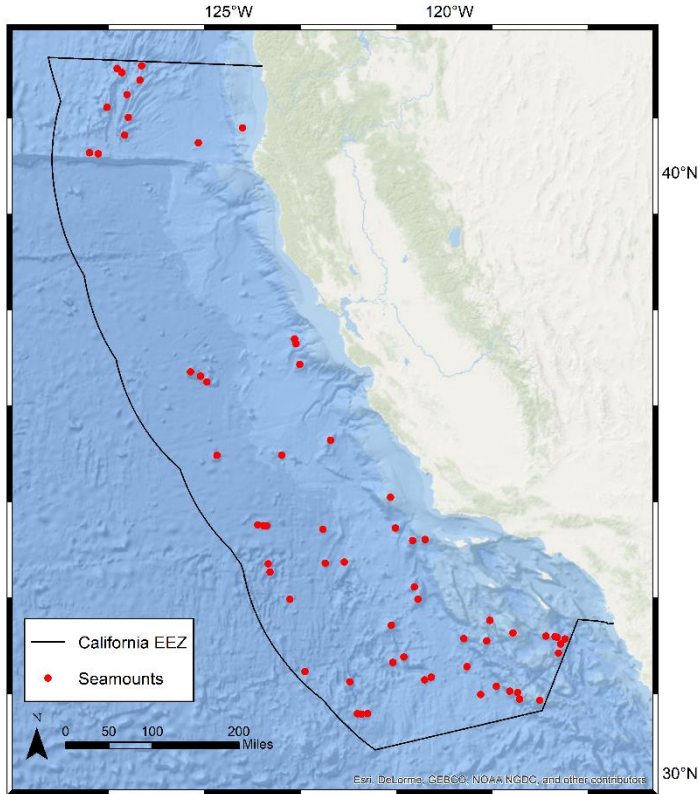 125°W 120°W
40°N
California EEZ
Seamounts
N
0 50 100 200
Miles
30°N
Esri, DeLorme, GEBCO, NOAA NGDC, and other contributors